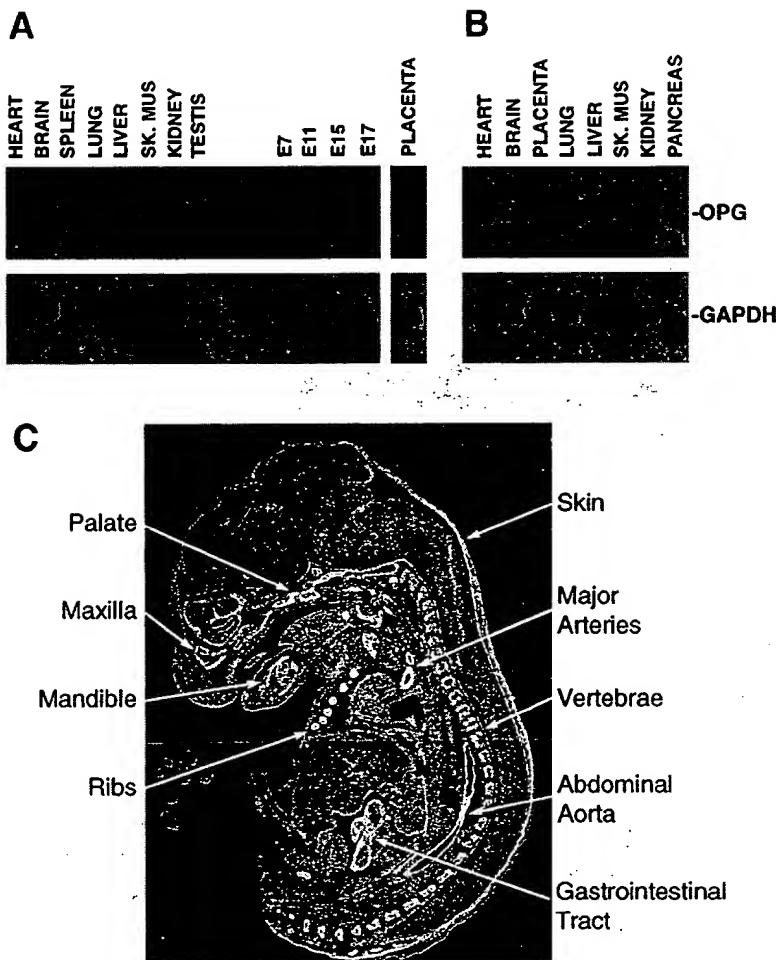 A
HEART
BRAIN
SPLEEN
LUNG
LIVER
SK. MUS
KIDNEY
TESTIS
E7
E11
E15
E17
PLACENTA
B
HEART
BRAIN
PLACENTA
LUNG
LIVER
SK. MUS
KIDNEY
PANCREAS
-OPG
-GAPDH
C
Palate
Maxilla
Mandible
Ribs
Skin
Major
Arteries
Vertebrae
Abdominal
Aorta
Gastrointestinal
Tract